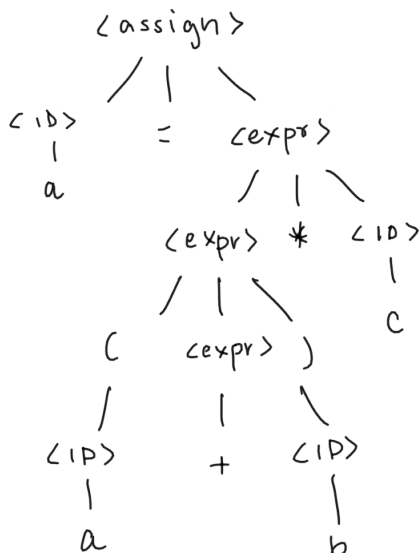 <assign>
<ID> = <expr>
a
<expr> * <ID>
c
( <expr> )
<ID> + <ID>
a b